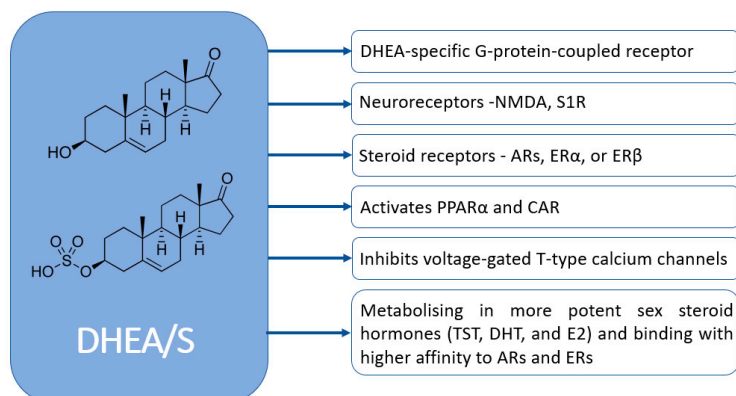 DHEA-specific G-protein-coupled receptor
Neuroreceptors -NMDA, S1R
Steroid receptors - ARs, ERα, or ERβ
Activates PPARα and CAR
Inhibits voltage-gated T-type calcium channels
Metabolising in more potent sex steroid
hormones (TST, DHT, and E2) and binding with
higher affinity to ARs and ERs
O
H
H
H
HO
O
H
O
O
S
H
H
HO
O
DHEA/S